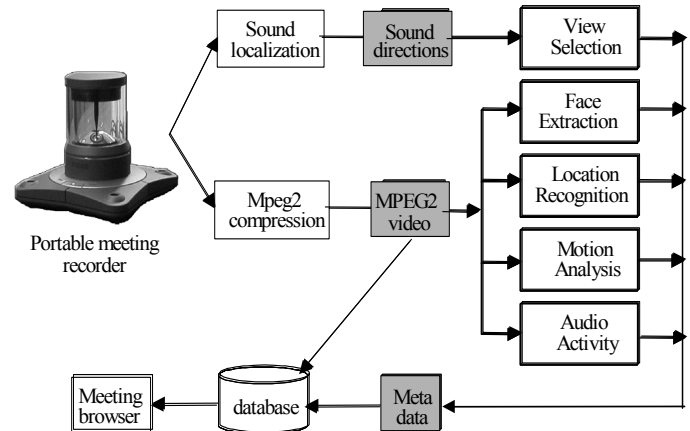 Sound
localization
Sound
directions
View
Selection
Face
Extraction
Location
Recognition
Mpeg2
compression
MPEG2
video
Portable meeting
recorder
Motion
Analysis
Audio
Activity
Meeting
browser
database
Meta
data